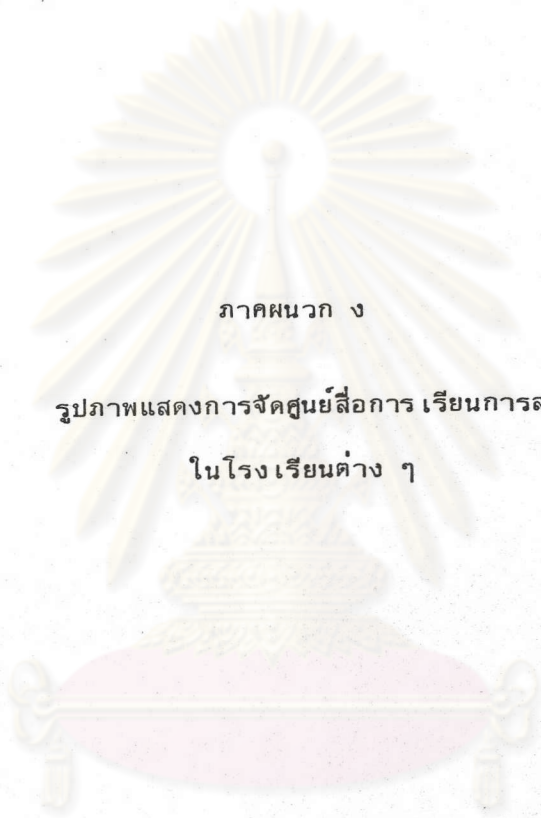 ภาคผนวก ง
รูปภาพแสดงการจัดศูนย์สื่อการ เรียนการส
ในโรง เรียนต่าง ๆ